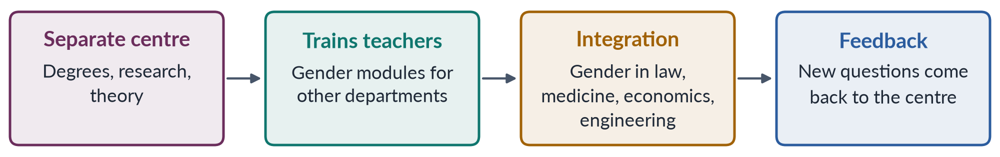 Separate centre
Degrees, research,
theory
Trains teachers
Gender modules for
other departments
Integration
Gender in law,
medicine, economics,
engineering
Feedback
New questions come
back to the centre